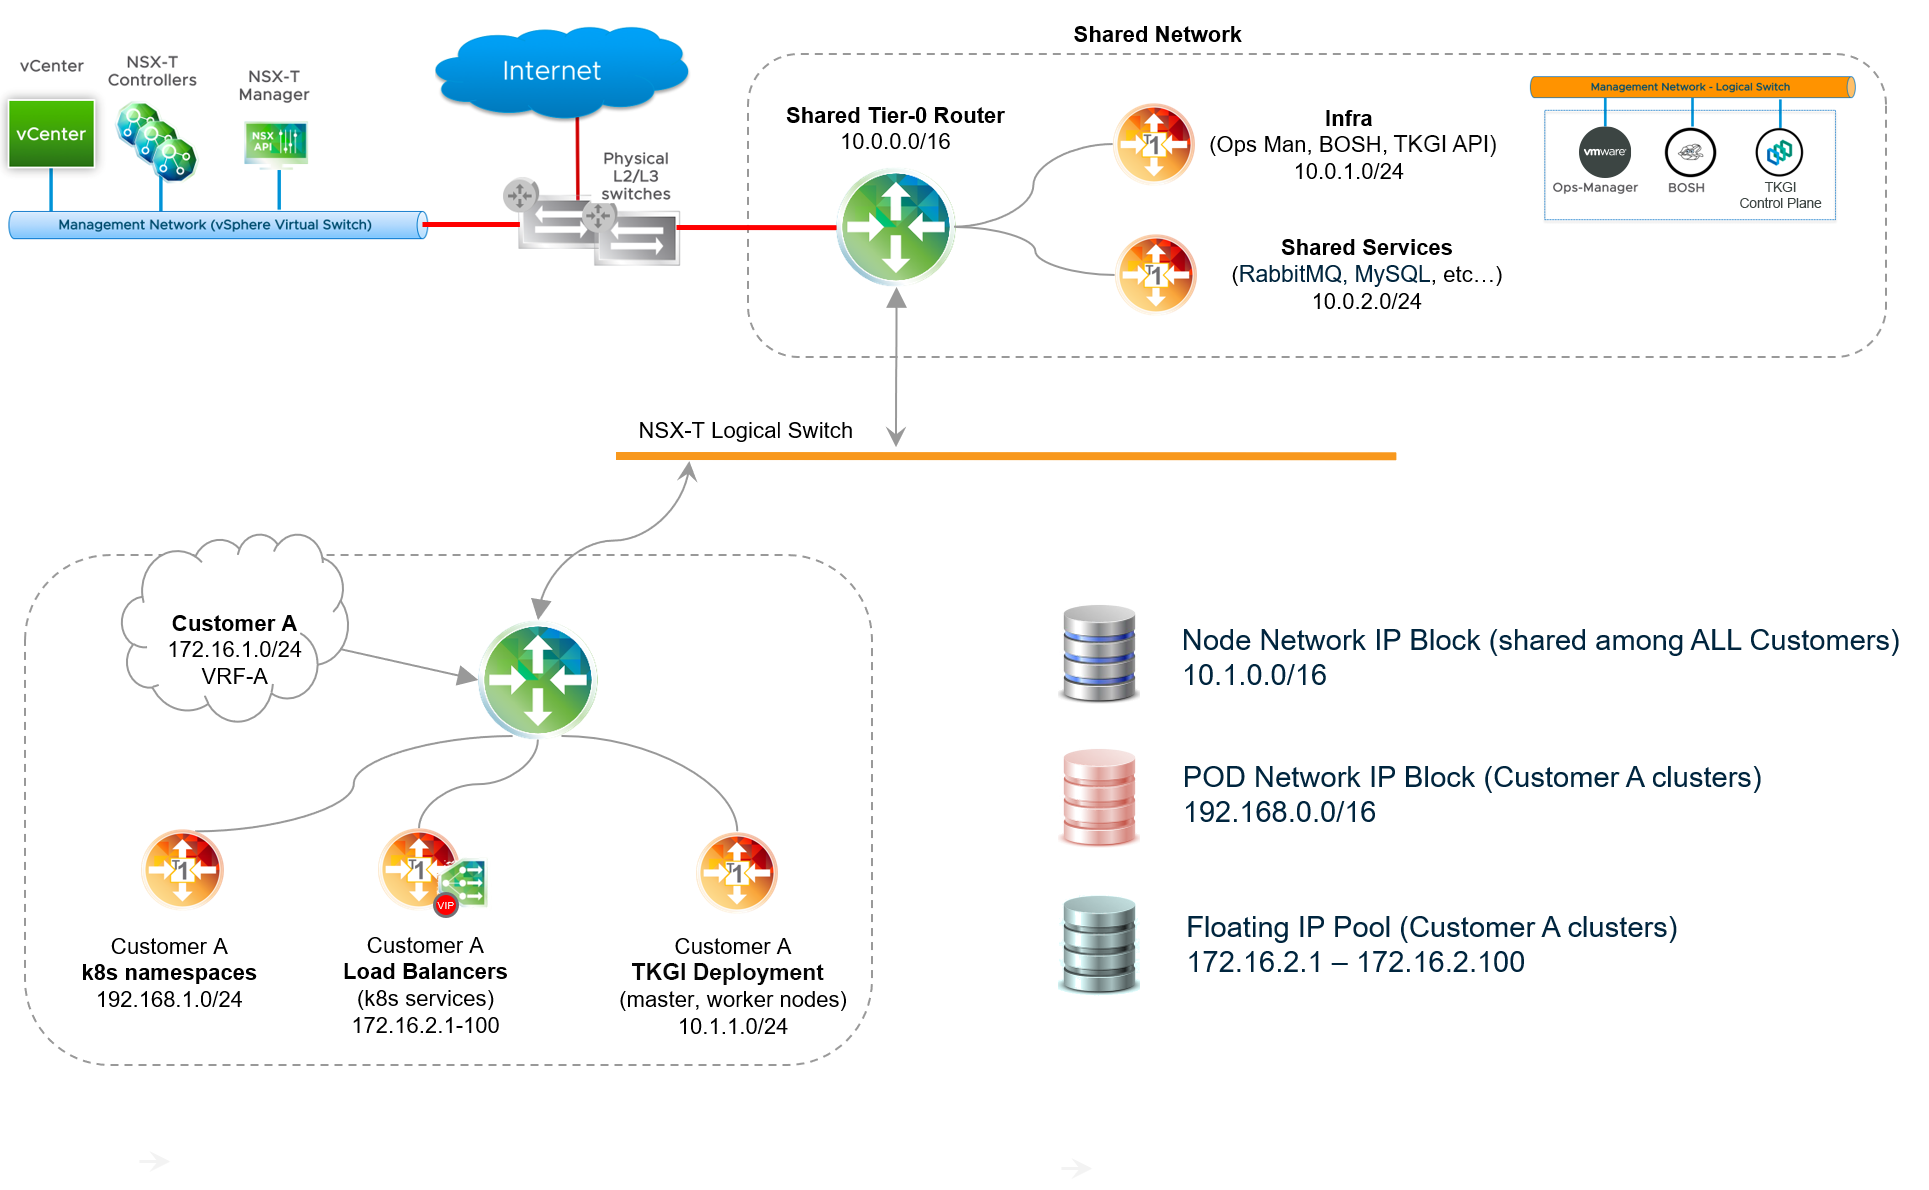 Shared Network
vCenter
NSX-T
Controllers
NSX-T
Manager
vCenter
NSX
API
Internet
Physical
L2/L3
switches
Management Network (vSphere Virtual Switch)
Shared Tier-0 Router
10.0.0.0/16
T1
Infra
(Ops Man, BOSH, TKGI API)
10.0.1.0/24
T1
Shared Services
(RabbitMQ, MySQL, etc…)
10.0.2.0/24
Management Network - Logical Switch
vmware
Ops-Manager
BOSH
TKGI
Control Plane
NSX-T Logical Switch
Customer A
172.16.1.0/24
VRF-A
T1
T1
VIP
T1
Customer A
k8s namespaces
192.168.1.0/24
Customer A
Load Balancers
(k8s services)
172.16.2.1-100
Customer A
TKGI Deployment
(master, worker nodes)
10.1.1.0/24
Node Network IP Block (shared among ALL Customers)
10.1.0.0/16
POD Network IP Block (Customer A clusters)
192.168.0.0/16
Floating IP Pool (Customer A clusters)
172.16.2.1 – 172.16.2.100